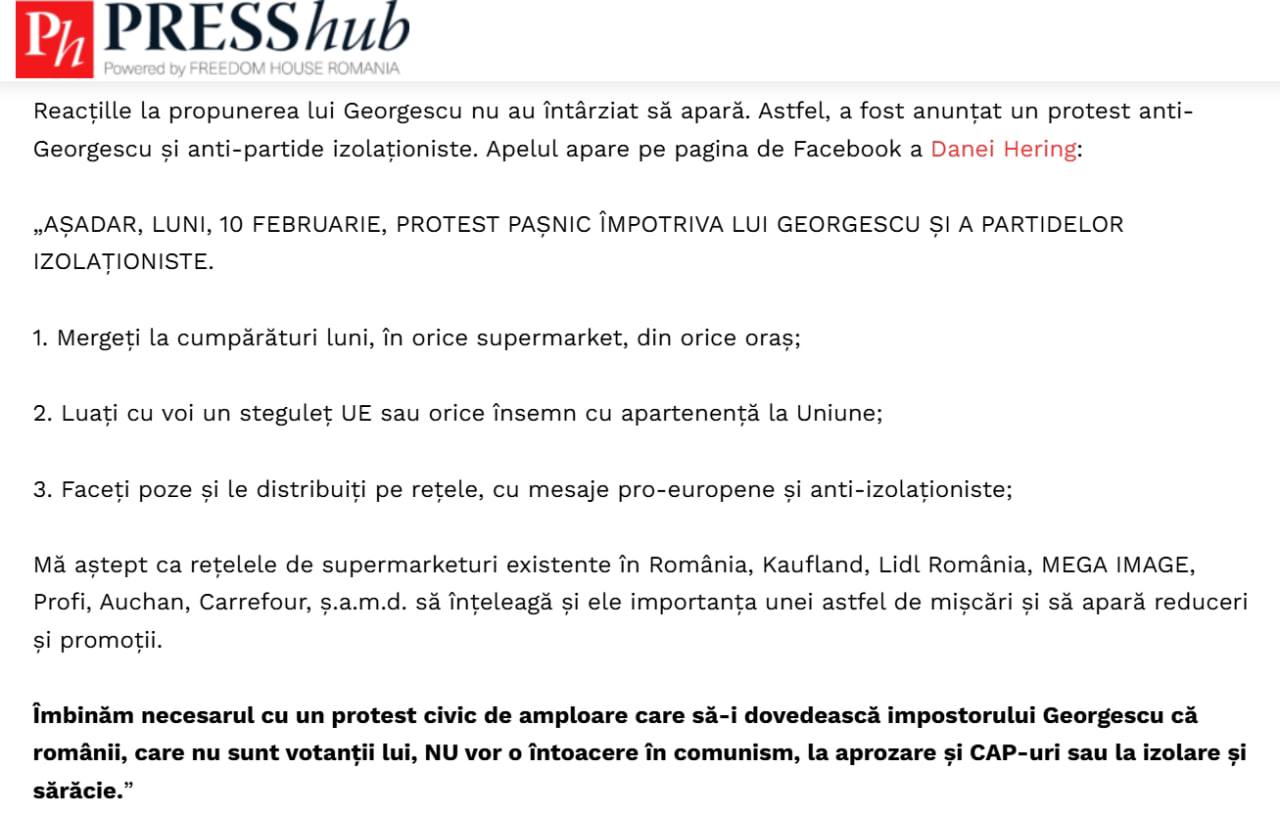 Ph PRESShub
Powered by FREEDOM HOUSE ROMANIA
Reacțille la propunerea lui Georgescu nu au întârziat să apară. Astfel, a fost anunțat un protest anti-
Georgescu și anti-partide izolaționiste. Apelul apare pe pagina de Facebook a Danei Hering:
„AȘADAR, LUNI, 10 FEBRUARIE, PROTEST PAȘNIC ÎMPOTRIVA LUI GEORGESCU ȘI A PARTIDELOR
IZOLAȚIONISTE.
1. Mergeți la cumpărături luni, în orice supermarket, din orice oraș;
2. Luați cu voi un steguleț UE sau orice însemn cu apartenență la Uniune;
3. Faceți poze și le distribuiți pe rețele, cu mesaje pro-europene și anti-izolaționiste;
Mă aștept ca rețelele de supermarketuri existente în România, Kaufland, Lidl România, MEGA IMAGE,
Profi, Auchan, Carrefour, ș.a.m.d. să înțeleagă și ele importanța unei astfel de mișcări și să apară reduceri
și promoții.
Îmbinăm necesarul cu un protest civic de amploare care să-i dovedească impostorului Georgescu că
românii, care nu sunt votanții lui, NU vor o întoacere în comunism, la aprozare și CAP-uri sau la izolare și
sărăcie.”